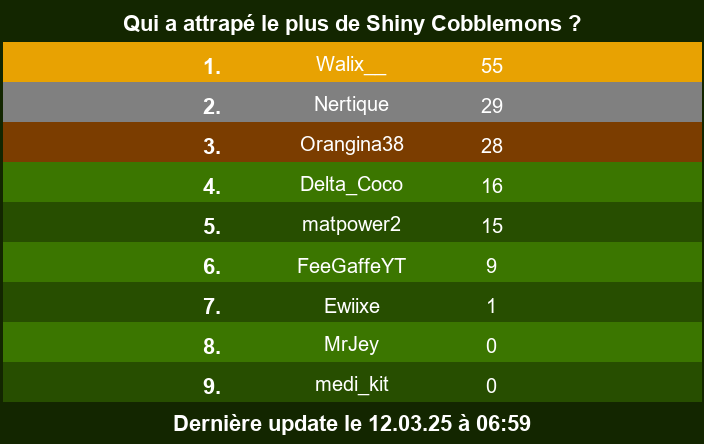 Qui a attrapé le plus de Shiny Cobblemons ?
1. Walix__ 55
2. Nertique 29
3. Orangina38 28
4. Delta_Coco 16
5. matpower2 15
6. FeeGaffeYT 9
7. Ewiixe 1
8. MrJey 0
9. medi_kit 0
Dernière update le 12.03.25 à 06:59